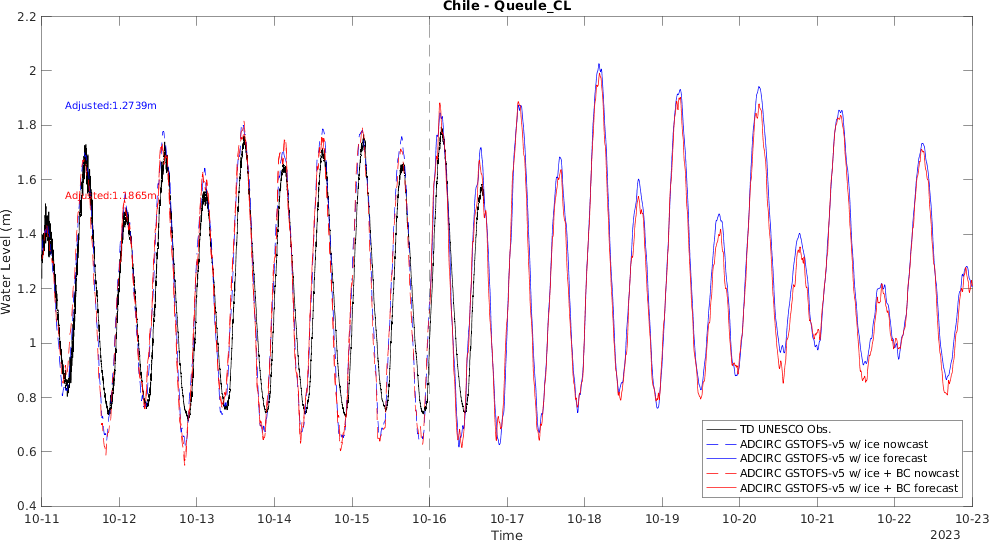 Chile - Queule_CL
2.2
2
1.8
1.6
1.4
1.2
1
0.8
0.6
0.4
Water Level (m)
Adjusted:1.2739m
Adjusted:1.1865m
TD UNESCO Obs.
ADCIRC GSTOFS-v5 w/ ice nowcast
ADCIRC GSTOFS-v5 w/ ice forecast
ADCIRC GSTOFS-v5 w/ ice + BC nowcast
ADCIRC GSTOFS-v5 w/ ice + BC forecast
10-11 10-12 10-13 10-14 10-15 10-16 10-17 10-18 10-19 10-20 10-21 10-22 10-23
Time
2023